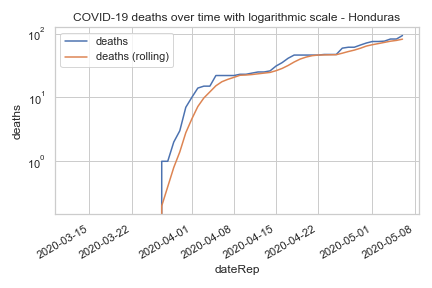 COVID-19 deaths over time with logarithmic scale - Honduras
deaths
deaths (rolling)
10²
10¹
10⁰
deaths
2020-03-15
2020-03-22
2020-04-01
2020-04-08
2020-04-15
2020-04-22
2020-05-01
2020-05-08
dateRep